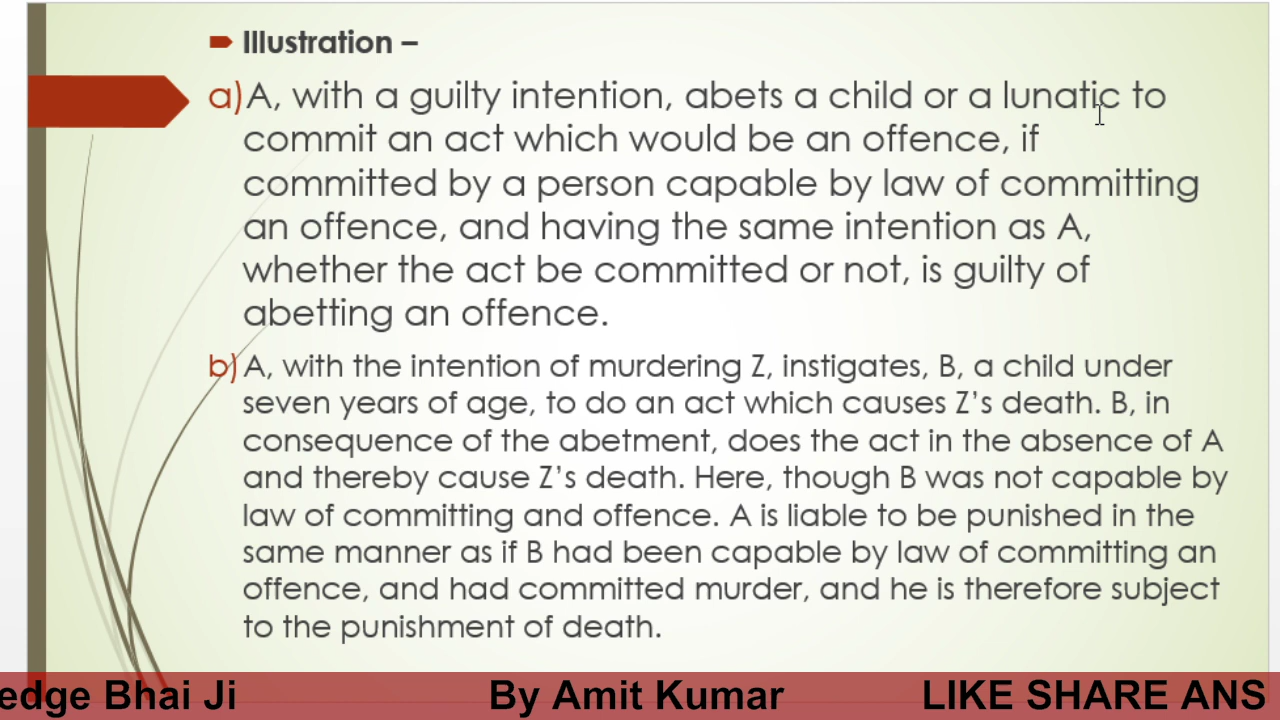 Illustration –
a) A, with a guilty intention, abets a child or a lunatic to
commit an act which would be an offence, if
committed by a person capable by law of committing
an offence, and having the same intention as A,
whether the act be committed or not, is guilty of
abetting an offence.
b) A, with the intention of murdering Z, instigates, B, a child under
seven years of age, to do an act which causes Z’s death. B, in
consequence of the abetment, does the act in the absence of A
and thereby cause Z’s death. Here, though B was not capable by
law of committing and offence. A is liable to be punished in the
same manner as if B had been capable by law of committing an
offence, and had committed murder, and he is therefore subject
to the punishment of death.
edge Bhai Ji By Amit Kumar LIKE SHARE ANS